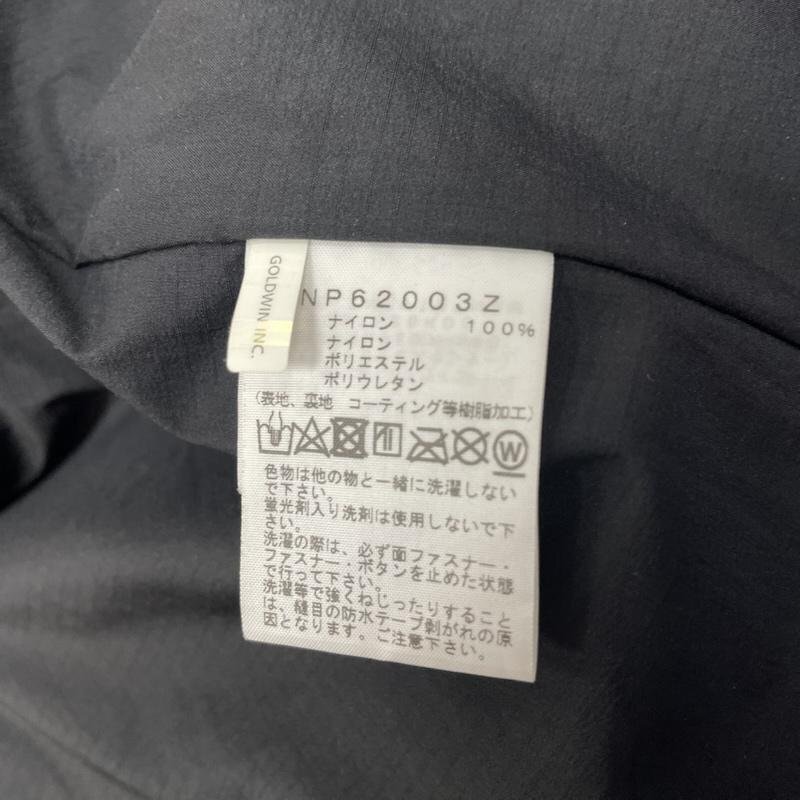 GOLDWIN INC.
NP62003Z
ナイロン 100%
ナイロン
ポリエステル
ポリウレタン
(表地、裏地 コーティング等樹脂加工)
W
色物は他の物と一緒に洗濯しない
で下さい。
蛍光剤入り洗剤は使用しないで下
さい。
洗濯の際は、必ず面ファスナー・
ファスナー・ボタンを止めた状態
で行って下さい。
洗濯等で強くねじったりすること
は、縫目の防水テープ剥がれの原
因となります。ご注意下さい。